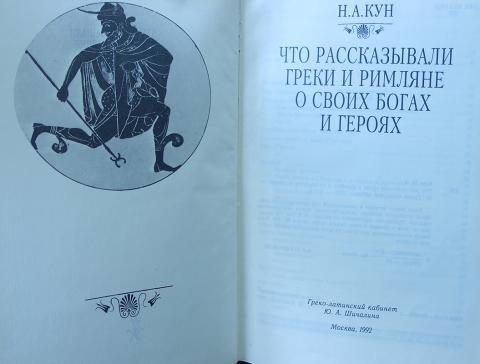 Н.А.КУН
ЧТО РАССКАЗЫВАЛИ
ГРЕКИ И РИМЛЯНЕ
О СВОИХ БОГАХ
И ГЕРОЯХ
Греко-латинский кабинет
Ю. А. Шичалина
Москва, 1992